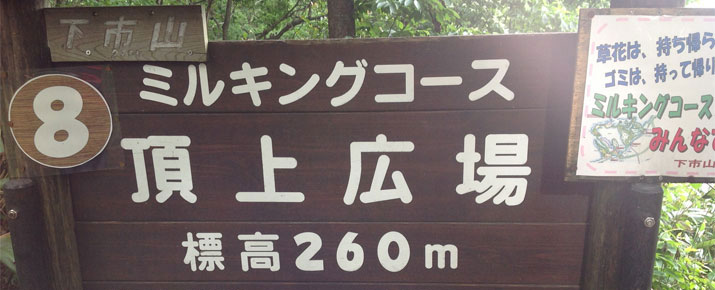 下市山
8
ミルキングコース
頂上広場
標高260m
草花は、持ち帰ら
ゴミは、持って帰り
ミルキングコース
みんな
下市山